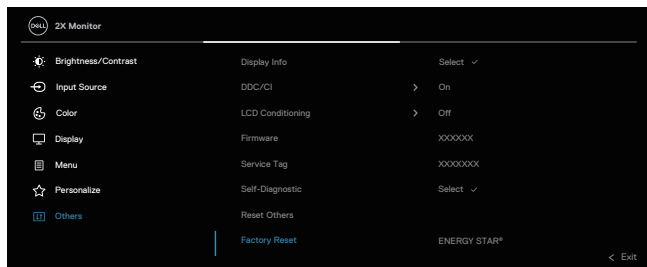 DELL 2X Monitor
Brightness/Contrast Display Info Select
Input Source DDC/CI > On
Color LCD Conditioning > Off
Display Firmware XXXXXX
Menu Service Tag XXXXXXX
Personalize Self-Diagnostic Select
Others Reset Others
Factory Reset ENERGY STAR®
< Exit